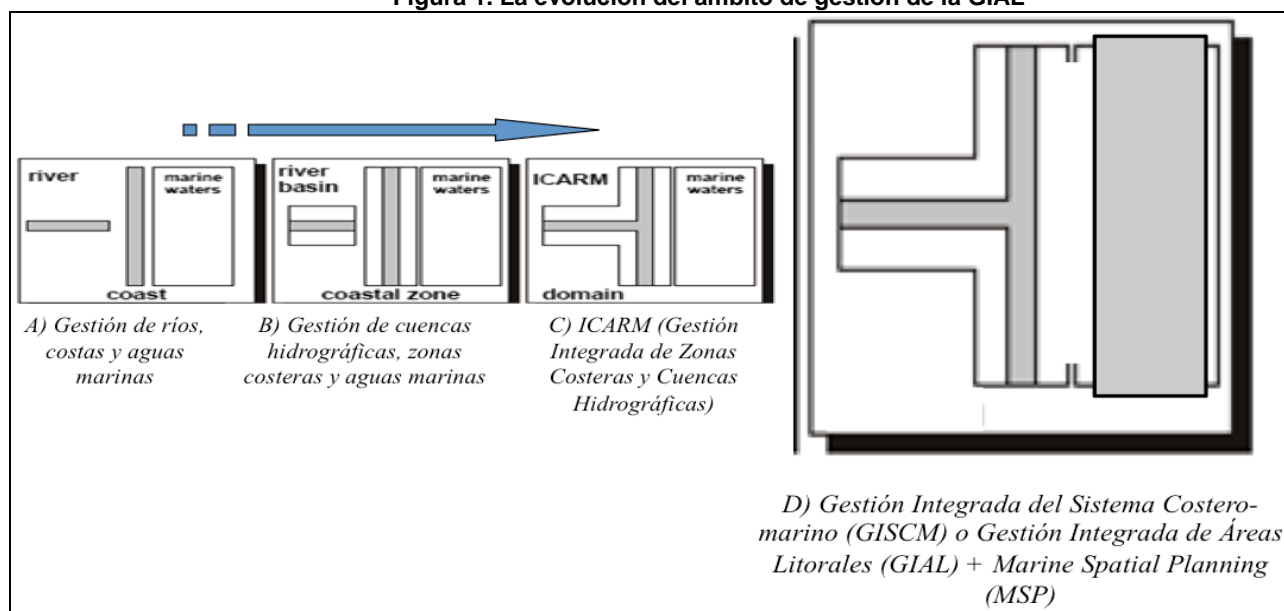 Figura 1. La evolución del ámbito de gestión de la GIAL
river
marine
waters
coast
A) Gestión de ríos,
costas y aguas
marinas
river
basin
marine
waters
coastal zone
B) Gestión de cuencas
hidrográficas, zonas
costeras y aguas marinas
ICARM
marine
waters
domain
C) ICARM (Gestión
Integrada de Zonas
Costeras y Cuencas
Hidrográficas)
D) Gestión Integrada del Sistema Costero-
marino (GISCM) o Gestión Integrada de Áreas
Litorales (GIAL) + Marine Spatial Planning
(MSP)